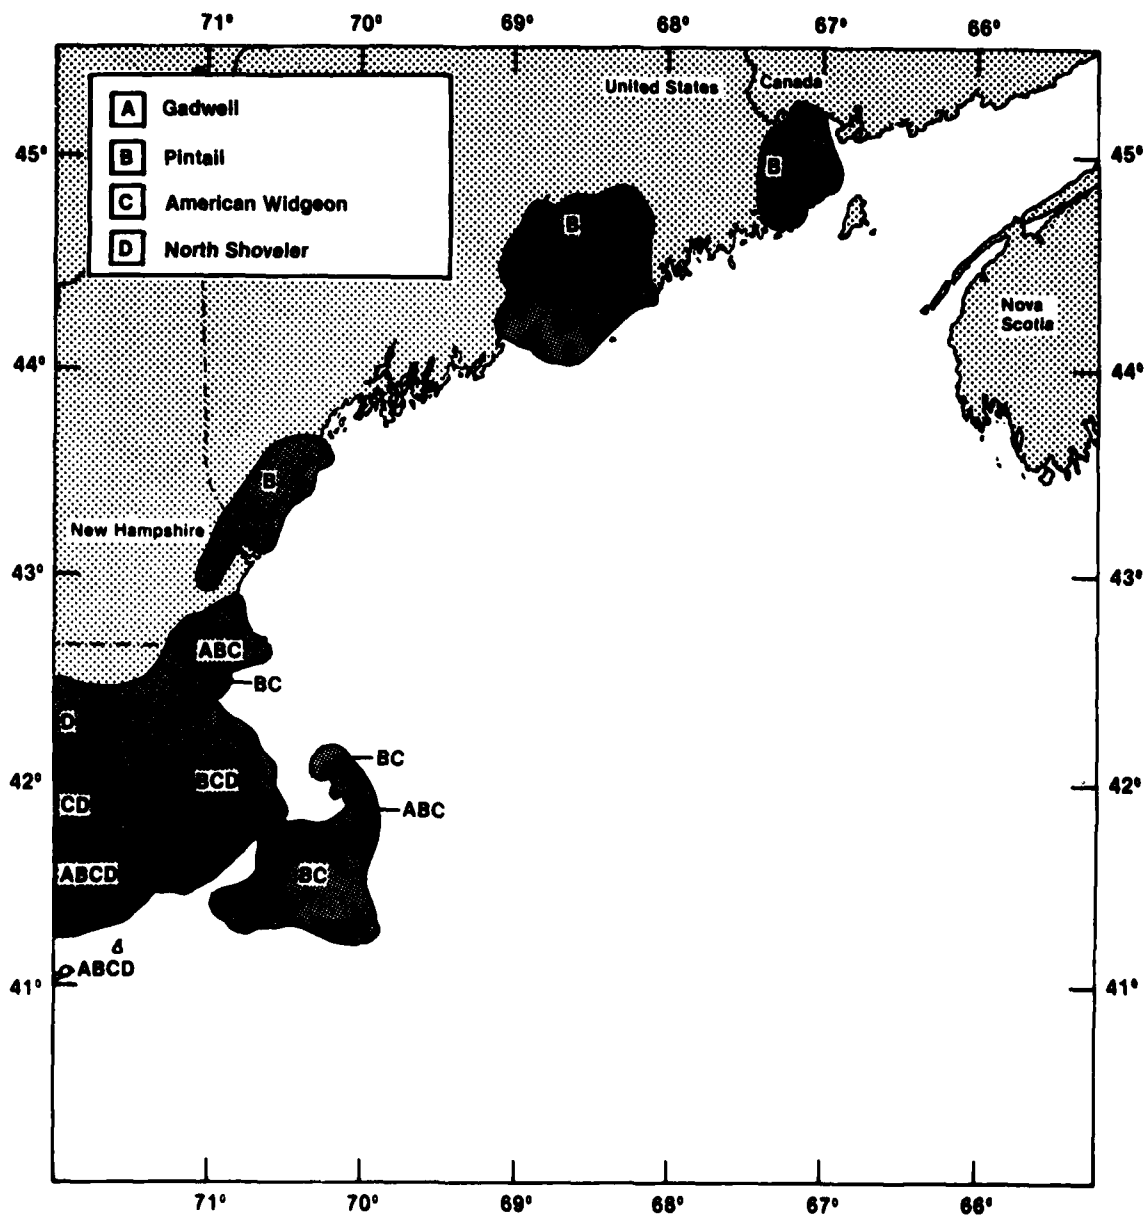 71° 70° 69° 68° 67° 66°
United States Canada
A Gadwell
B Pintail
C American Widgeon
D North Shoveler
45° B 45°
B
Nova
Scotia
44° 44°
B
New Hampshire
43° 43°
ABC
BC
D
BC
42° BCD 42°
CD ABC
ABCD BC
ABCD
41° 41°
71° 70° 69° 68° 67° 66°